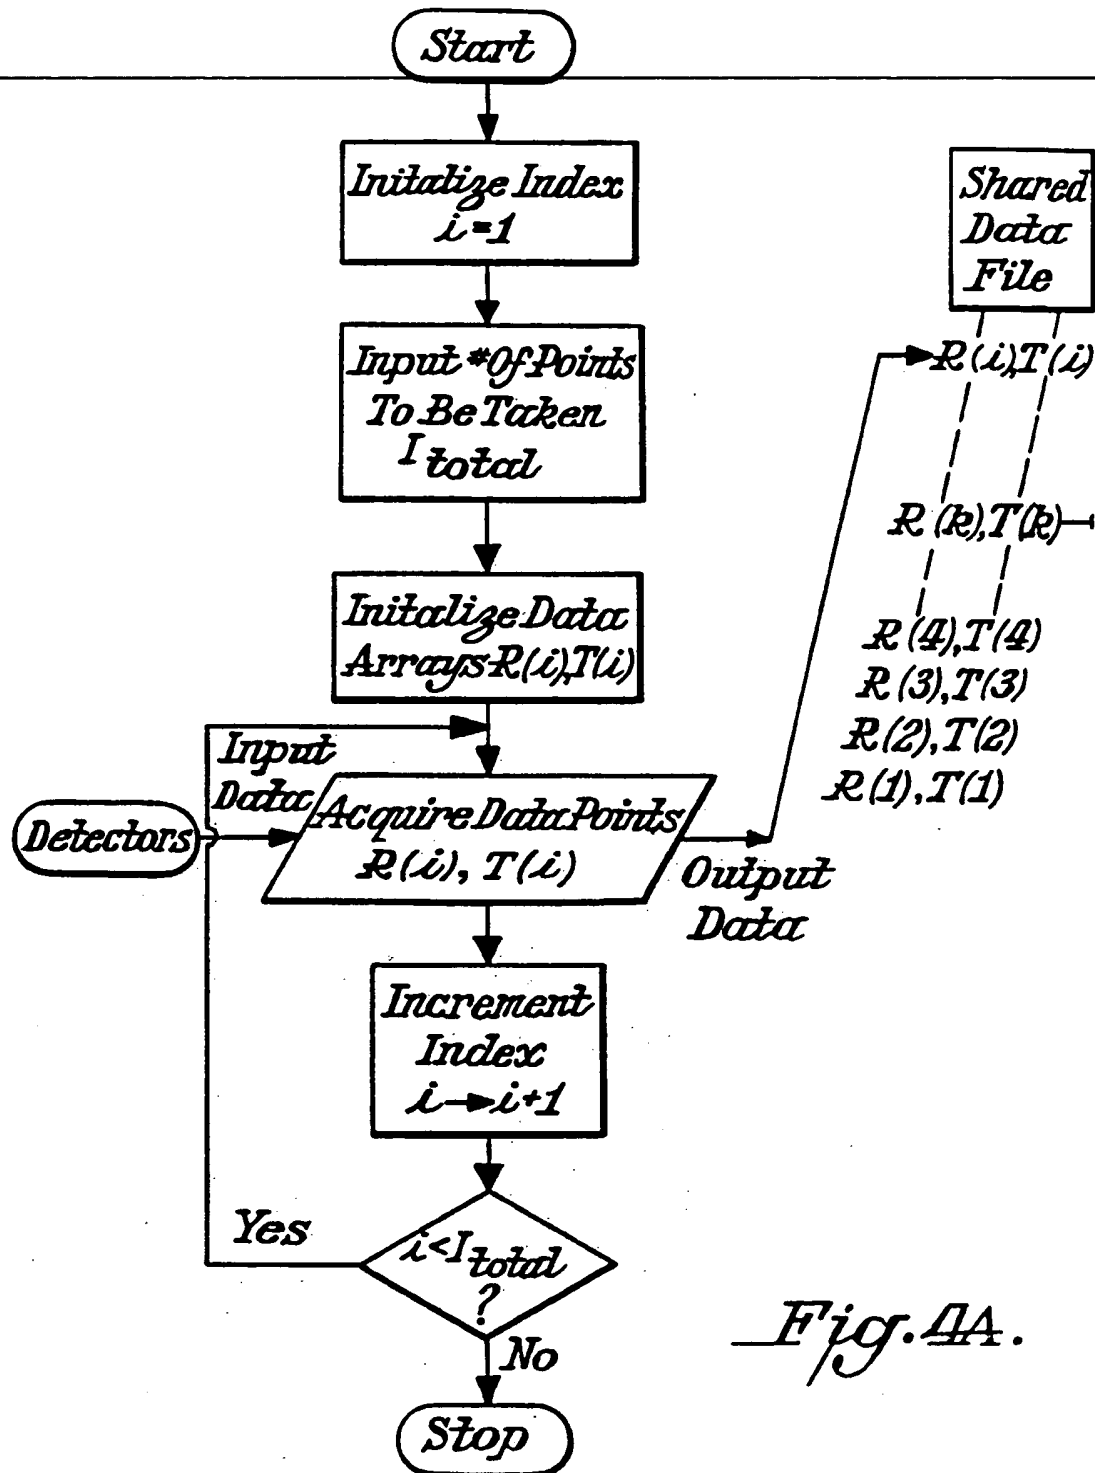 Start
Initalize Index
i=1
Input #Of Points
To Be Taken
I total
Initalize Data
Arrays R(i),T(i)
Input
Data
Detectors
Acquire Data Points
R(i), T(i)
Output
Data
Increment
Index
i→i+1
i<I total
?
Yes
No
Stop
Shared
Data
File
R(i),T(i)
R(k),T(k)
R(4),T(4)
R(3),T(3)
R(2),T(2)
R(1),T(1)
Fig. 4A.